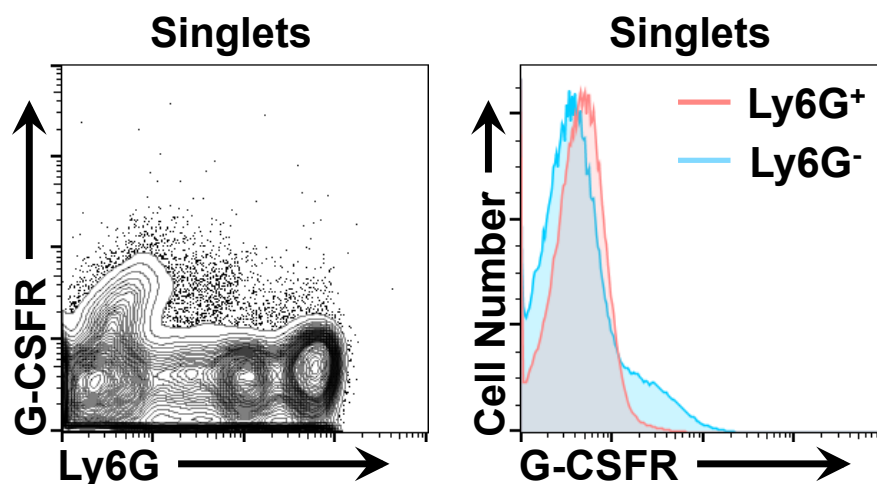 Singlets
G-CSFR
Ly6G
Singlets
Ly6G⁺
Ly6G⁻
Cell Number
G-CSFR